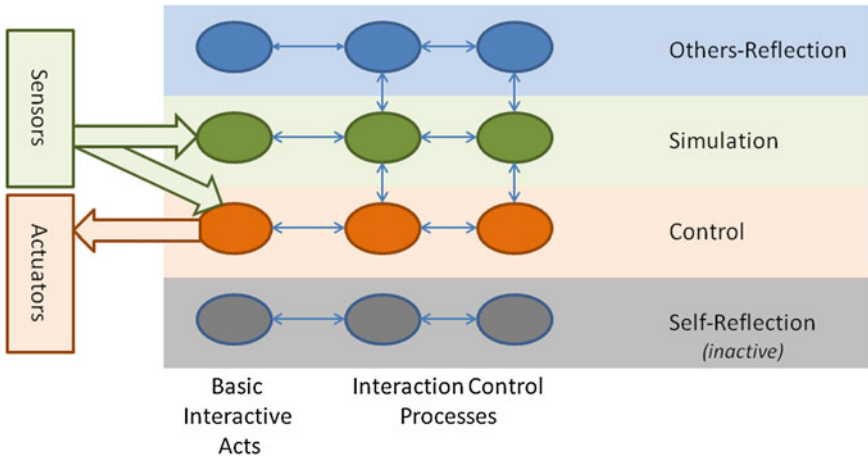 Sensors
Actuators
Others-Reflection
Simulation
Control
Self-Reflection
(inactive)
Basic
Interactive
Acts
Interaction Control
Processes